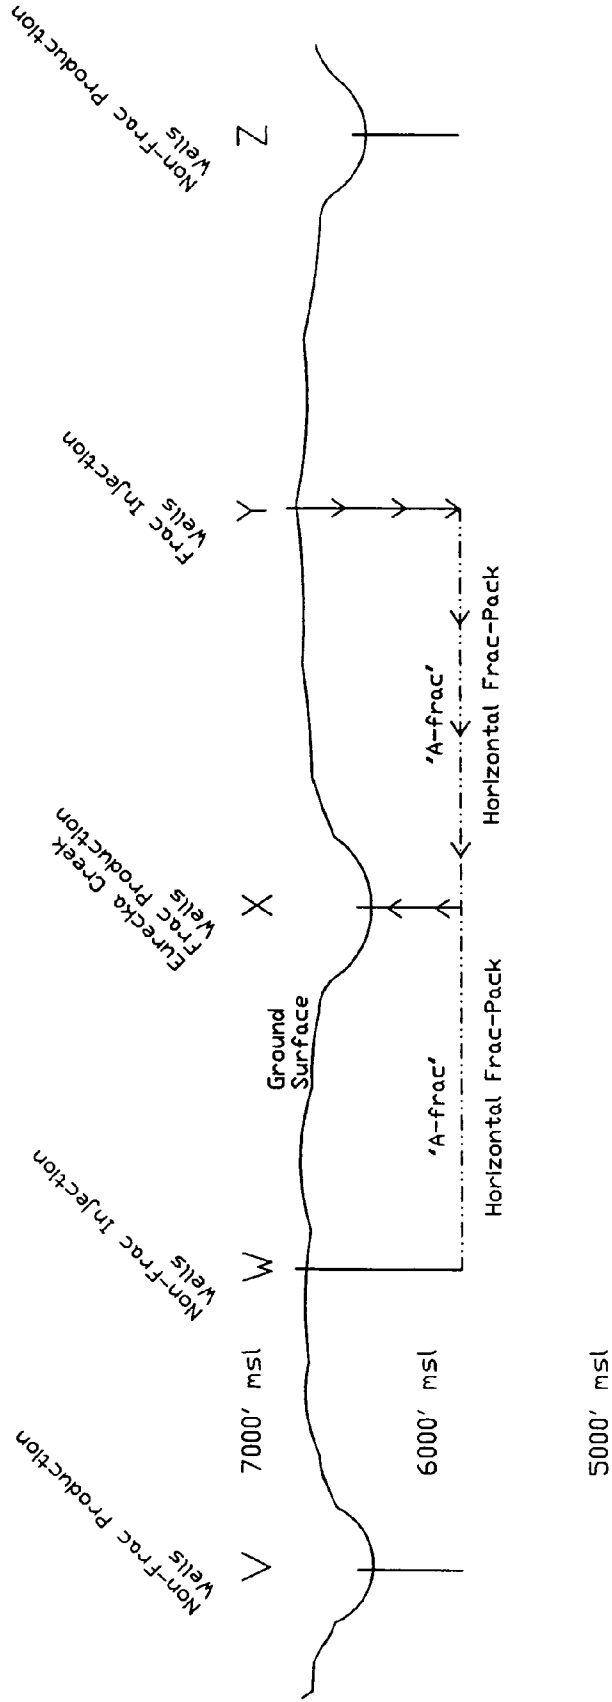 Non-Frac Production
Wells
V
Non-Frac Injection
Wells
W
Eurecka Creek
Frac Production
Wells
X
Frac Injection
Wells
Y
Non-Frac Production
Wells
Z
7000' msl
Ground
Surface
6000' msl
'A-frac'
Horizontal Frac-Pack
'A-frac'
Horizontal Frac-Pack
5000' msl